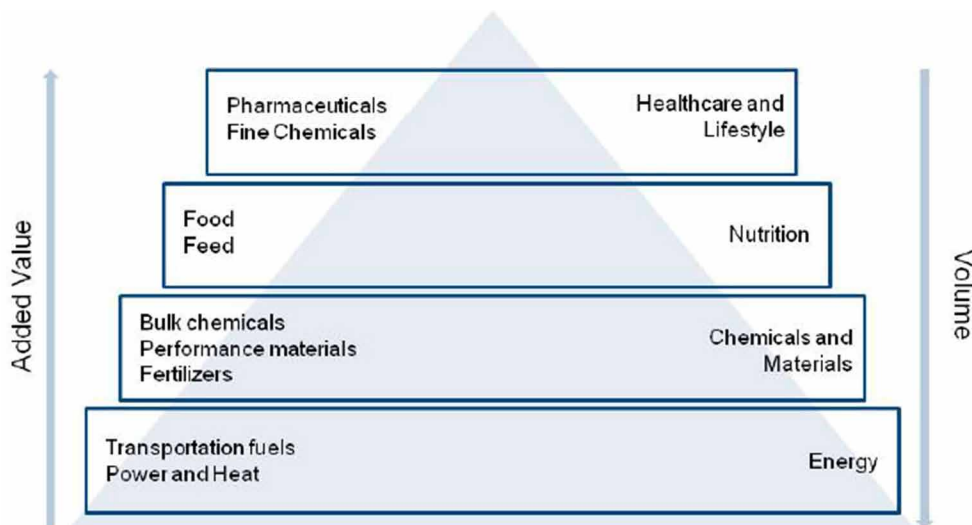 Added Value
Pharmaceuticals
Fine Chemicals
Healthcare and
Lifestyle
Food
Feed
Nutrition
Bulk chemicals
Performance materials
Fertilizers
Chemicals and
Materials
Transportation fuels
Power and Heat
Energy
Volume